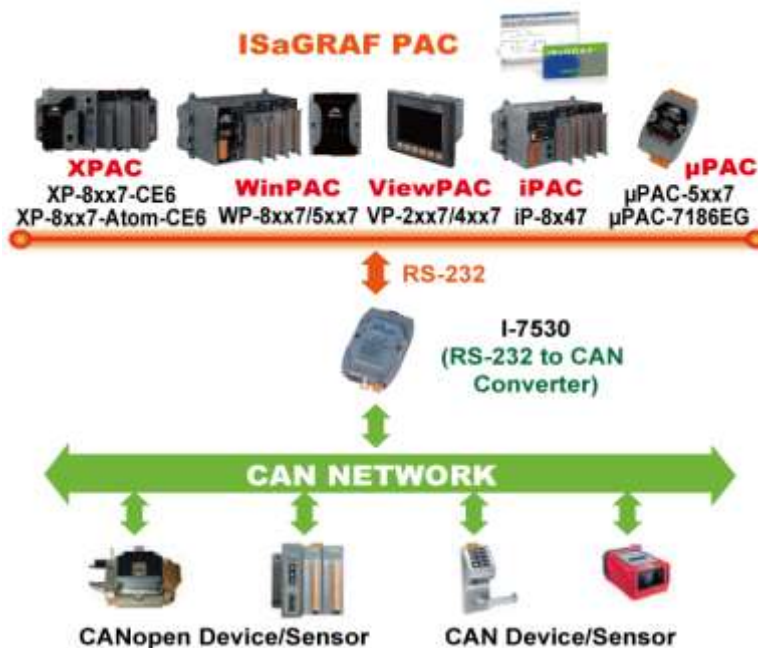 ISaGRAF PAC
XPAC
XP-8xx7-CE6
XP-8xx7-Atom-CE6
WinPAC
WP-8xx7/5xx7
ViewPAC
VP-2xx7/4xx7
iPAC
iP-8x47
µPAC
µPAC-5xx7
µPAC-7186EG
RS-232
I-7530
(RS-232 to CAN
Converter)
CAN NETWORK
CANopen Device/Sensor
CAN Device/Sensor